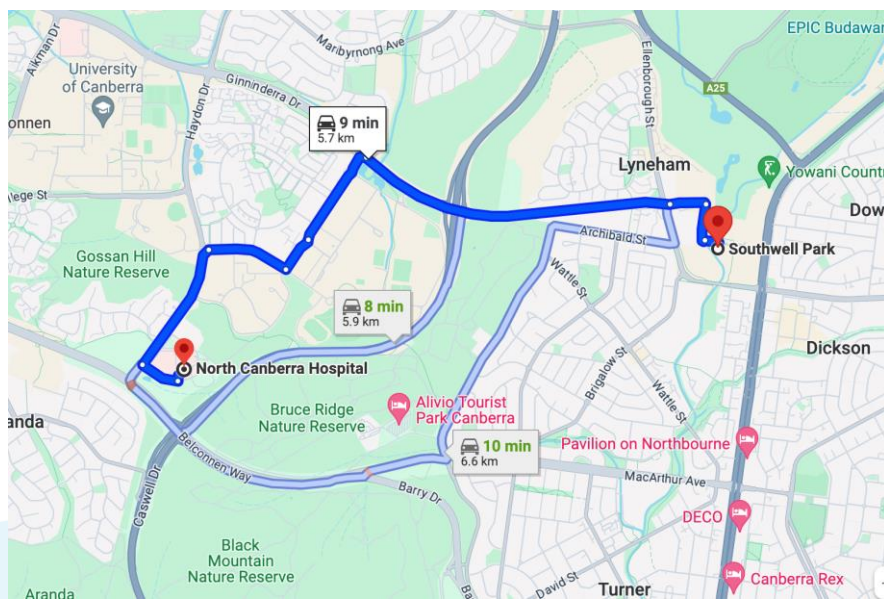 EPIC Budawar
Aikman Dr
Maribyrnong Ave
Ellenborough St
University
of Canberra
Ginninderra Dr
A25
Haydon Dr
onnen
9 min
5.7 km
Lyneham
Yowani Countr
llege St
Dow
Archibald St
Southwell Park
Gossan Hill
Nature Reserve
Wattle St
8 min
5.9 km
Dickson
North Canberra Hospital
Brigalow St
Wattle St
Alivio Tourist
Park Canberra
Bruce Ridge
Nature Reserve
anda
10 min
6.6 km
Pavilion on Northbourne
Belconnen Way
MacArthur Ave
Barry Dr
Caswell Dr
DECO
Black
Mountain
Nature Reserve
David St
Ba
Canberra Rex
Aranda
Turner